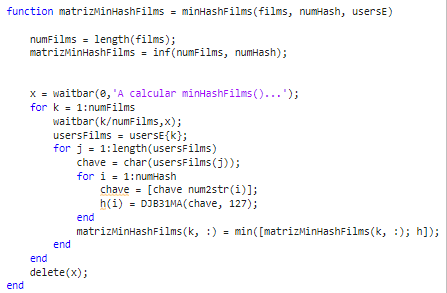 function matrizMinHashFilms = minHashFilms(films, numHash, usersE)
numFilms = length(films);
matrizMinHashFilms = inf(numFilms, numHash);
x = waitbar(0,'A calcular minHashFilms()...');
for k = 1:numFilms
waitbar(k/numFilms,x);
usersFilms = usersE{k};
for j = 1:length(usersFilms)
chave = char(usersFilms(j));
for i = 1:numHash
chave = [chave num2str(i)];
h(i) = DJB31MA(chave, 127);
end
matrizMinHashFilms(k, :) = min([matrizMinHashFilms(k, :); h]);
end
end
delete(x);
end